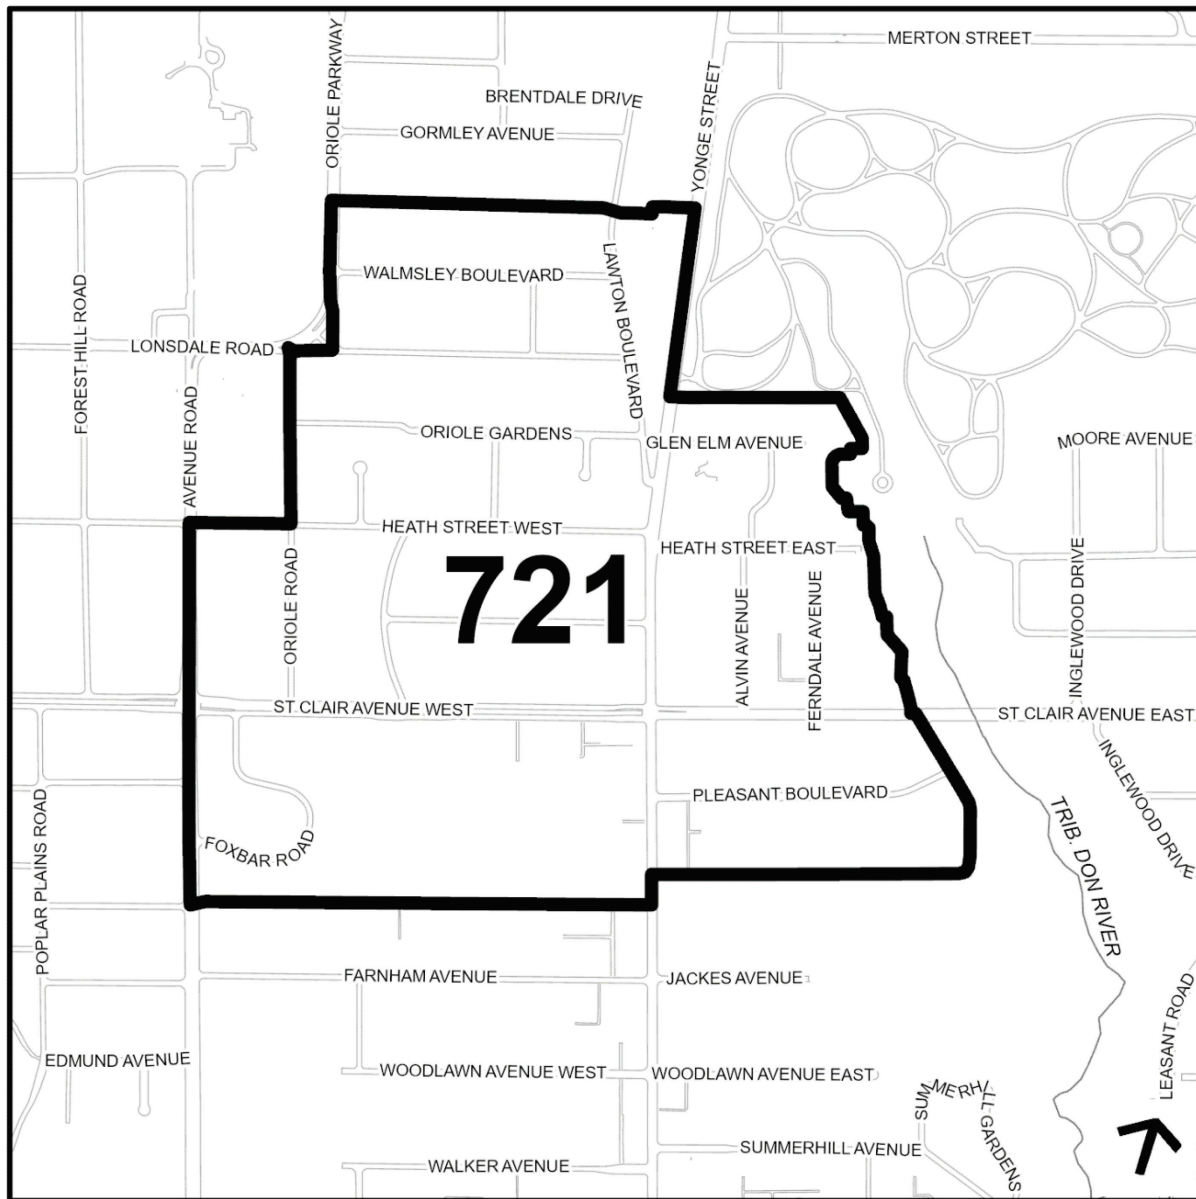 MERTON STREET
ORIOLE PARKWAY
BRENTDALE DRIVE
YONGE STREET
GORMLEY AVENUE
WALMSLEY BOULEVARD
LAWTON BOULEVARD
FOREST HILL ROAD
LONSDALE ROAD
AVENUE ROAD
ORIOLE GARDENS
GLEN ELM AVENUE
MOORE AVENUE
HEATH STREET WEST
HEATH STREET EAST
721
ORIOLE ROAD
ALVIN AVENUE
FERNDALE AVENUE
INGLEWOOD DRIVE
ST CLAIR AVENUE WEST
ST CLAIR AVENUE EAST
INGLEWOOD DRIVE
PLEASANT BOULEVARD
POPLAR PLAINS ROAD
FOXBAR ROAD
TRIB. DON RIVER
FARNHAM AVENUE
JACKES AVENUE
LEASANT ROAD
EDMUND AVENUE
WOODLAWN AVENUE WEST
WOODLAWN AVENUE EAST
SUMMERHILL GARDENS
SUMMERHILL AVENUE
WALKER AVENUE